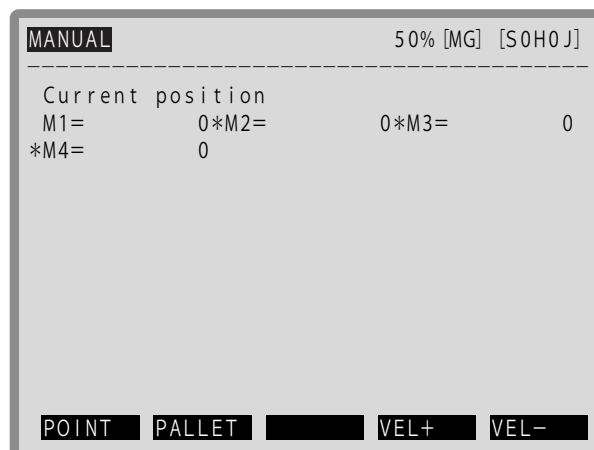 MANUAL 50% [MG] [S0H0J]
Current position
M1= 0*M2= 0*M3= 0
*M4= 0
POINT PALLET VEL+ VEL-